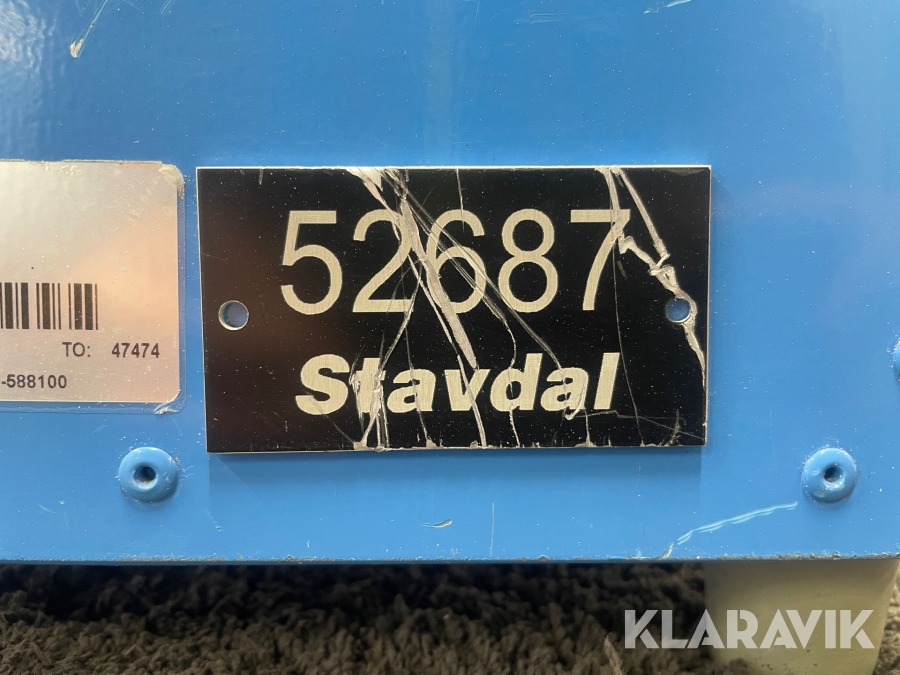 52687
Stavdal
TO: 47474
-588100
KLARAVIK